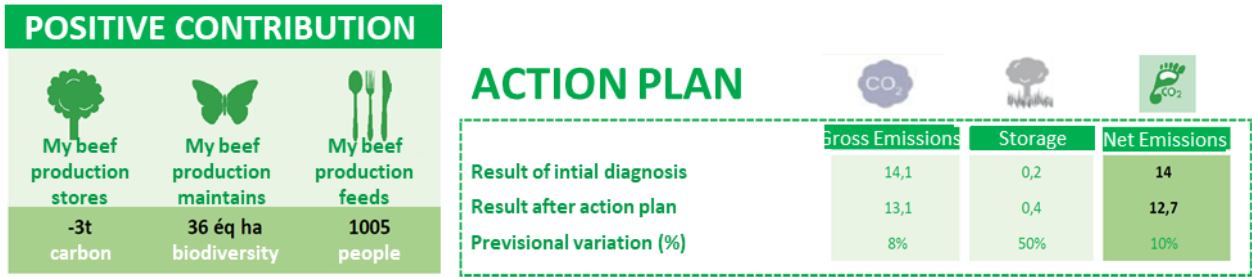 POSITIVE CONTRIBUTION
My beef production stores
-3t
carbon
My beef production maintains
36 éq ha
biodiversity
My beef production feeds
1005
people
ACTION PLAN
CO2
CO2
Gross Emissions Storage Net Emissions
Result of intial diagnosis 14,1 0,2 14
Result after action plan 13,1 0,4 12,7
Previsional variation (%) 8% 50% 10%